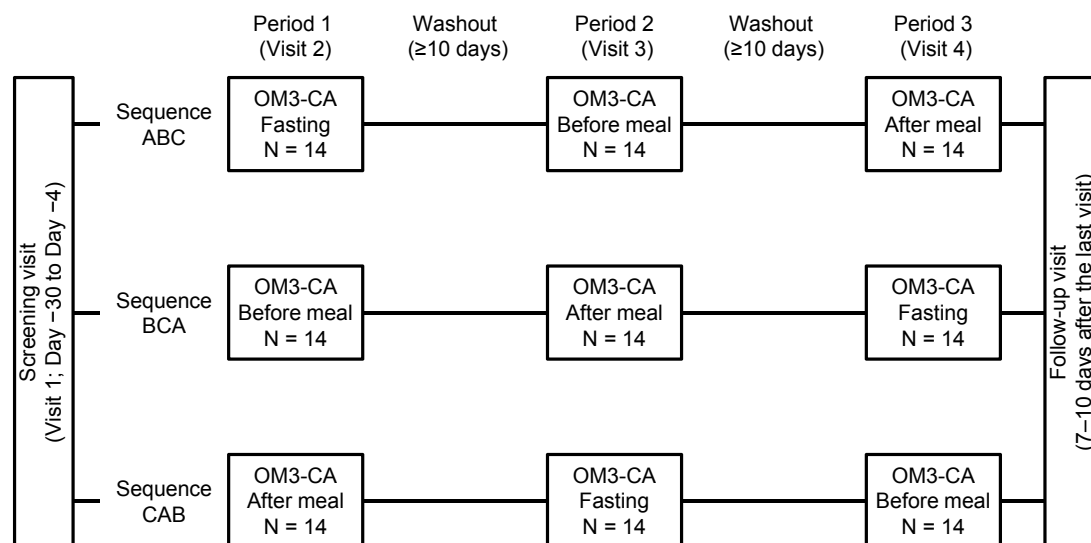 Period 1
(Visit 2)
Washout
(≥10 days)
Period 2
(Visit 3)
Washout
(≥10 days)
Period 3
(Visit 4)
Screening visit
(Visit 1; Day −30 to Day −4)
Sequence
ABC
OM3-CA
Fasting
N = 14
OM3-CA
Before meal
N = 14
OM3-CA
After meal
N = 14
Sequence
BCA
OM3-CA
Before meal
N = 14
OM3-CA
After meal
N = 14
OM3-CA
Fasting
N = 14
Sequence
CAB
OM3-CA
After meal
N = 14
OM3-CA
Fasting
N = 14
OM3-CA
Before meal
N = 14
Follow-up visit
(7–10 days after the last visit)